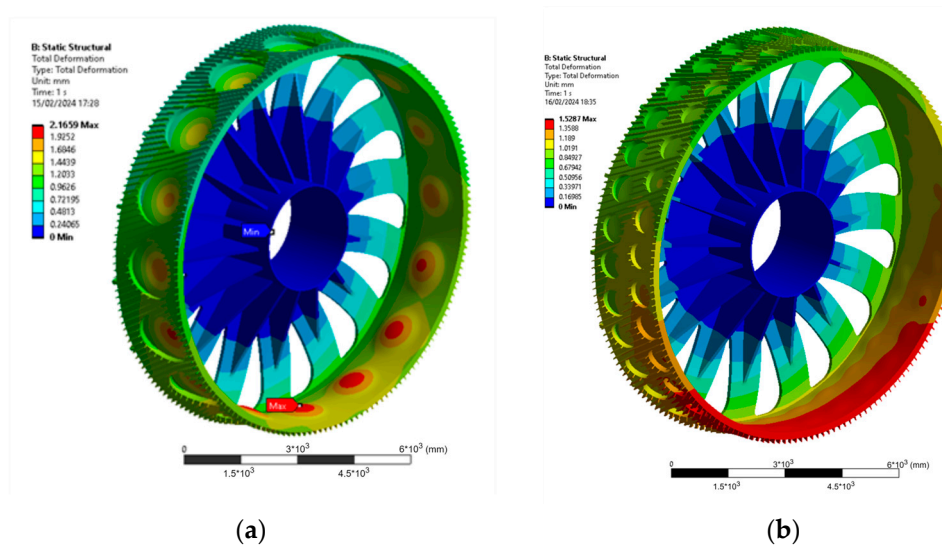 B: Static Structural
Total Deformation
Type: Total Deformation
Unit: mm
Time: 1 s
15/02/2024 17:28
2.1659 Max
1.9252
1.6846
1.4439
1.2033
0.9626
0.72195
0.4813
0.24065
0 Min
Min
Max
0 3*10³ 6*10³ (mm)
1.5*10³ 4.5*10³
(a)
B: Static Structural
Total Deformation
Type: Total Deformation
Unit: mm
Time: 1 s
16/02/2024 18:35
1.5287 Max
1.3588
1.189
1.0191
0.84927
0.67942
0.50956
0.33971
0.16985
0 Min
0 3*10³ 6*10³ (mm)
1.5*10³ 4.5*10³
(b)